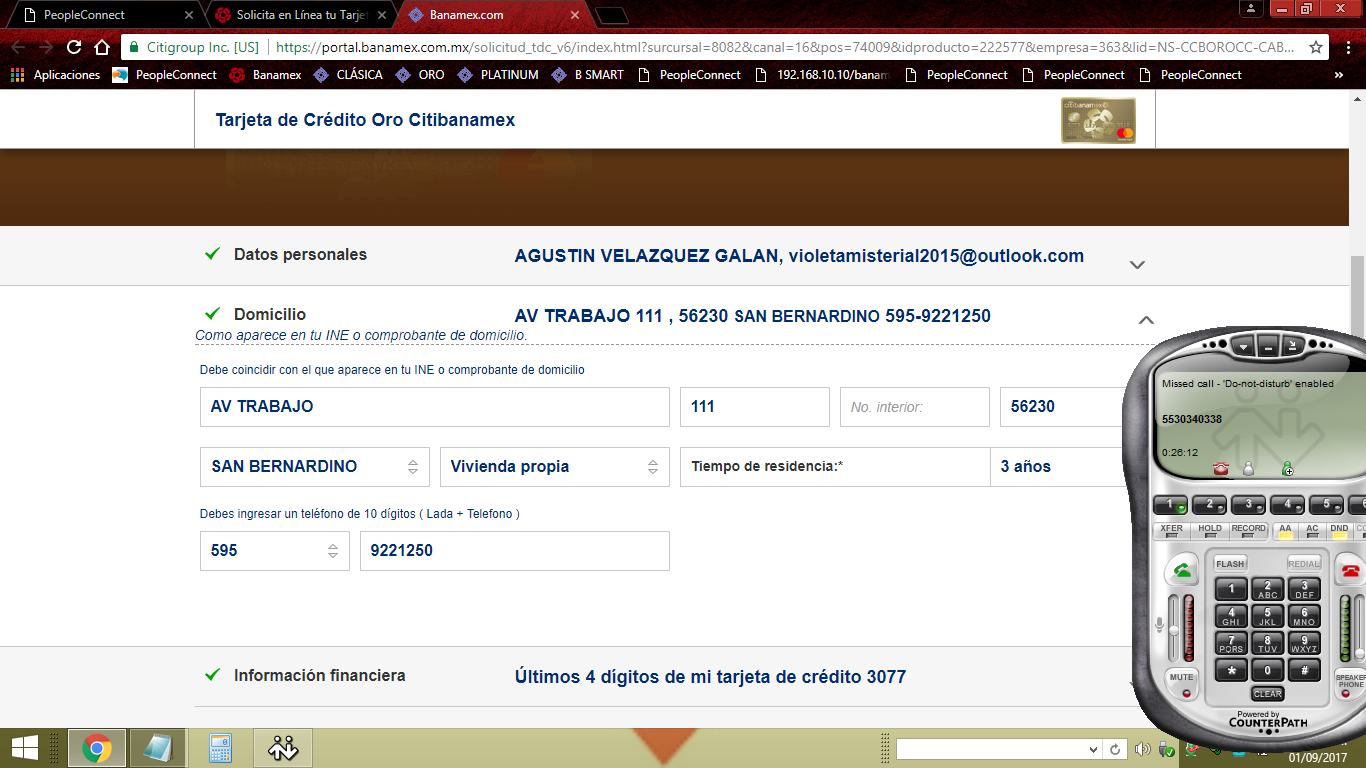 PeopleConnect
Solicita en Línea tu Tarje
Banamex.com
Citigroup Inc. [US]
https://portal.banamex.com.mx/solicitud_tdc_v6/index.html?sursursal=8082&canal=16&pos=74009&idproducto=222577&empresa=363&lid=NS-CCBOROCC-CAB...
Aplicaciones
PeopleConnect
Banamex
CLÁSICA
ORO
PLATINUM
B SMART
PeopleConnect
192.168.10.10/banam
PeopleConnect
PeopleConnect
PeopleConnect
»
Tarjeta de Crédito Oro Citibanamex
Datos personales
AGUSTIN VELAZQUEZ GALAN, violetamisterial2015@outlook.com
Domicilio
AV TRABAJO 111 , 56230 SAN BERNARDINO 595-9221250
Como aparece en tu INE o comprobante de domicilio.
Debe coincidir con el que aparece en tu INE o comprobante de domicilio
AV TRABAJO
111
No. interior:
56230
SAN BERNARDINO
Vivienda propia
Tiempo de residencia:*
3 años
Debes ingresar un teléfono de 10 dígitos ( Lada + Telefono )
595
9221250
Información financiera
Últimos 4 dígitos de mi tarjeta de crédito 3077
Missed call - 'Do-not-disturb' enabled
5530340338
0:26:12
1 2 3 4 5 6
XFER HOLD RECORD AA AC DND
FLASH
REDIAL
1
2 ABC
3 DEF
4 GHI
5 JKL
6 MNO
7 PQRS
8 TUV
9 WXYZ
* 0 #
MUTE
CLEAR
SPEAKER
PHONE
Powered by
COUNTERPATH
01/09/2017